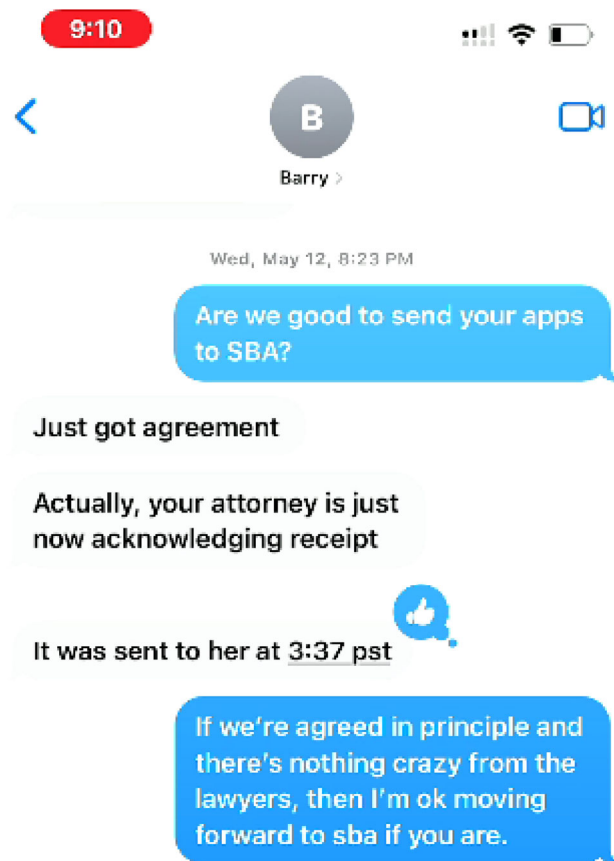 9:10
B
Barry
Wed, May 12, 8:23 PM
Are we good to send your apps
to SBA?
Just got agreement
Actually, your attorney is just
now acknowledging receipt
It was sent to her at 3:37 pst
If we're agreed in principle and
there's nothing crazy from the
lawyers, then I'm ok moving
forward to sba if you are.